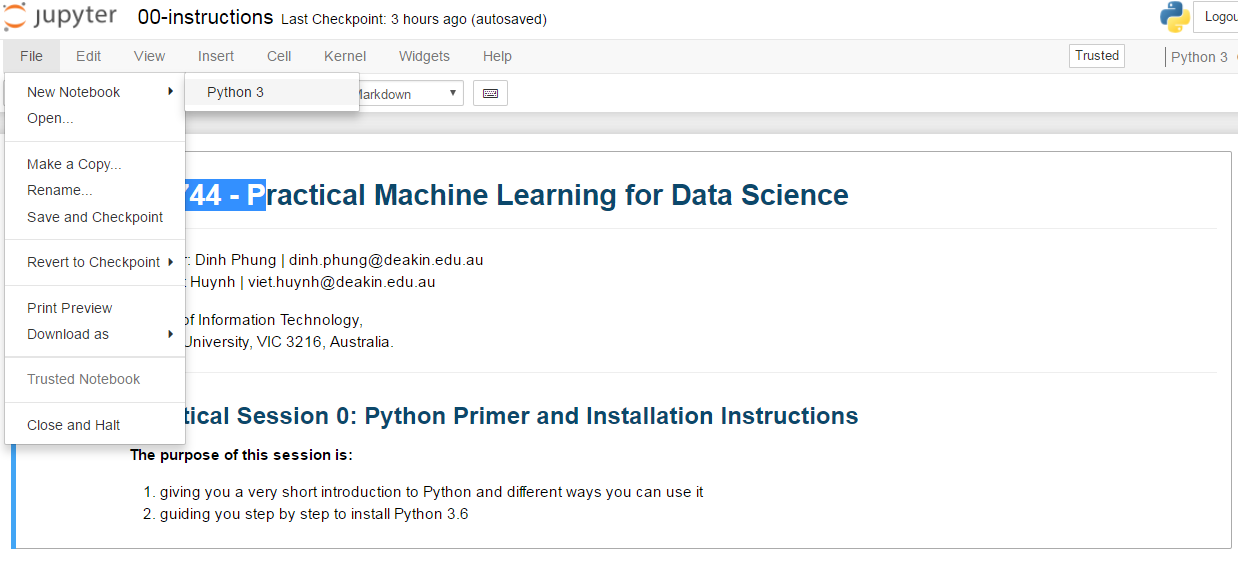 jupyter 00-instructions Last Checkpoint: 3 hours ago (autosaved)
Logou
File Edit View Insert Cell Kernel Widgets Help
Trusted
Python 3
New Notebook
Python 3
Markdown
Open...
Make a Copy...
Rename...
Save and Checkpoint
Revert to Checkpoint
Print Preview
Download as
Trusted Notebook
Close and Halt
744 - Practical Machine Learning for Data Science
r: Dinh Phung | dinh.phung@deakin.edu.au
t Huynh | viet.huynh@deakin.edu.au
of Information Technology,
University, VIC 3216, Australia.
tical Session 0: Python Primer and Installation Instructions
The purpose of this session is:
1. giving you a very short introduction to Python and different ways you can use it
2. guiding you step by step to install Python 3.6